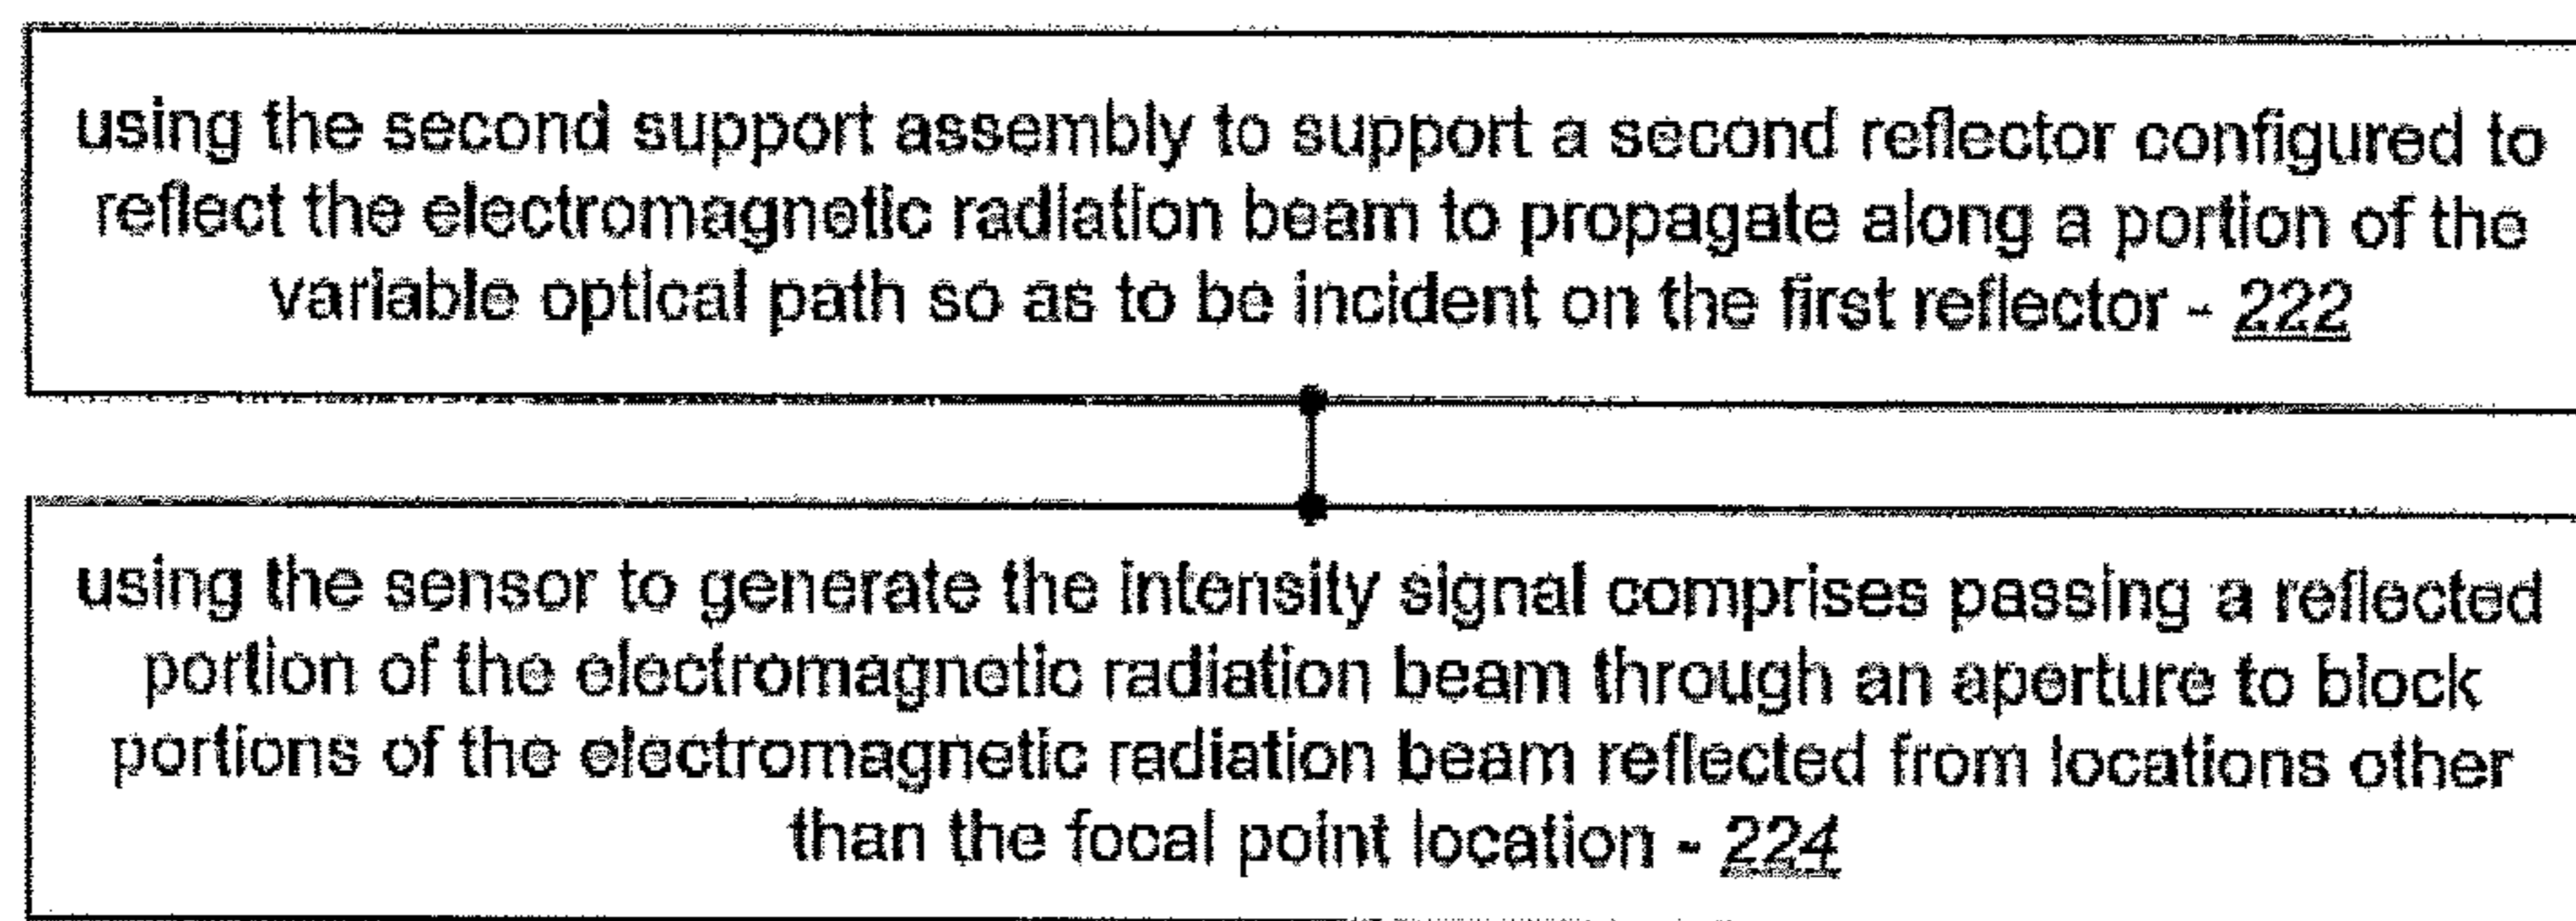 using the second support assembly to support a second reflector configured to
reflect the electromagnetic radiation beam to propagate along a portion of the
variable optical path so as to be incident on the first reflector - 222
using the sensor to generate the intensity signal comprises passing a reflected
portion of the electromagnetic radiation beam through an aperture to block
portions of the electromagnetic radiation beam reflected from locations other
than the focal point location - 224